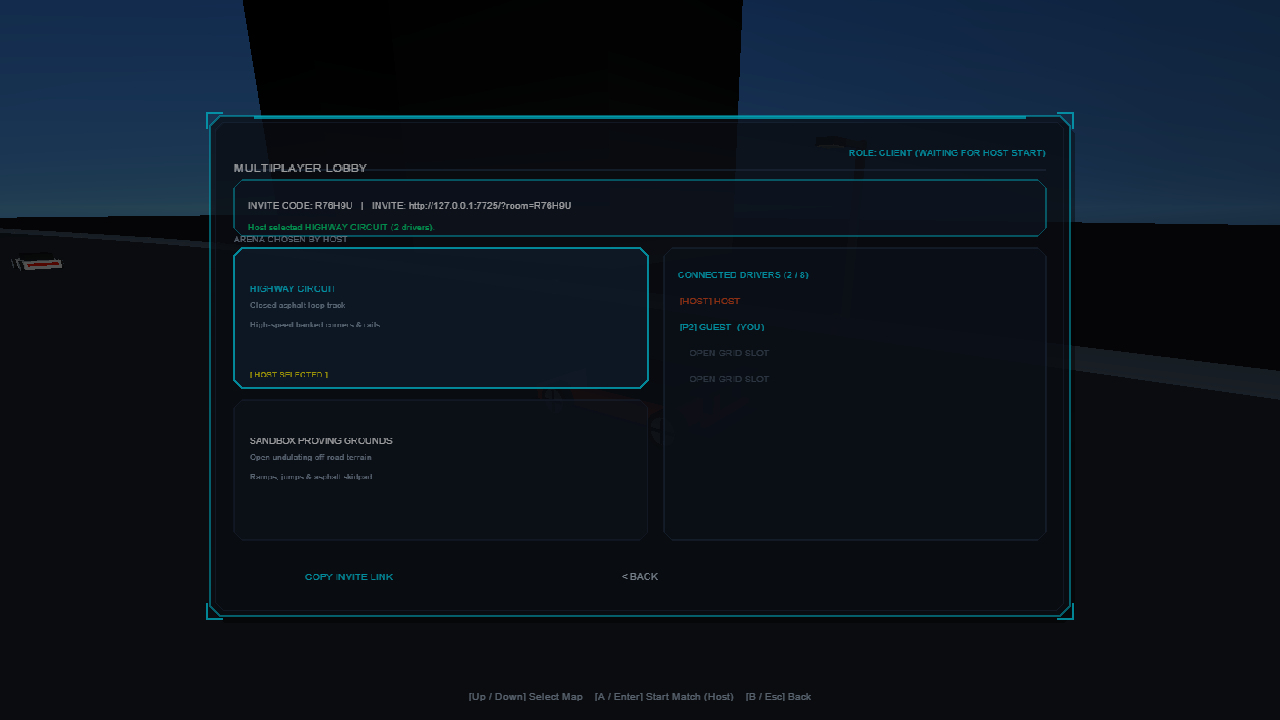 ROLE: CLIENT (WAITING FOR HOST START)
MULTIPLAYER LOBBY
INVITE CODE: R76H9U | INVITE: http://127.0.0.1:7725/?room=R76H9U
Host selected HIGHWAY CIRCUIT (2 drivers).
ARENA CHOSEN BY HOST
HIGHWAY CIRCUIT
Closed asphalt loop track
High-speed banked corners & rails
[ HOST SELECTED ]
SANDBOX PROVING GROUNDS
Open undulating off road terrain
Ramps, jumps & asphalt skidpad
CONNECTED DRIVERS (2 / 8)
[HOST] HOST
[P2] GUEST (YOU)
OPEN GRID SLOT
OPEN GRID SLOT
COPY INVITE LINK
< BACK
[Up / Down] Select Map [A / Enter] Start Match (Host) [B / Esc] Back